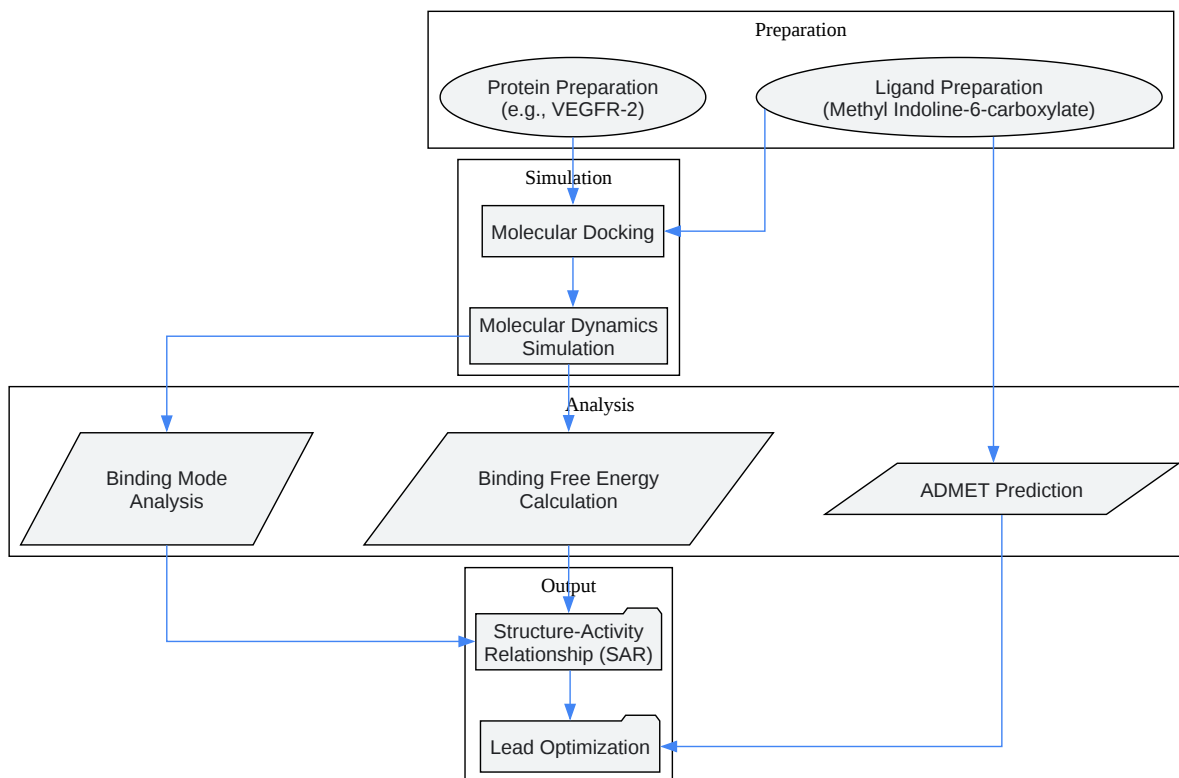 Preparation
Protein Preparation
(e.g., VEGFR-2)
Ligand Preparation
(Methyl Indoline-6-carboxylate)
Simulation
Molecular Docking
Molecular Dynamics
Simulation
Analysis
Binding Mode
Analysis
Binding Free Energy
Calculation
ADMET Prediction
Output
Structure-Activity
Relationship (SAR)
Lead Optimization